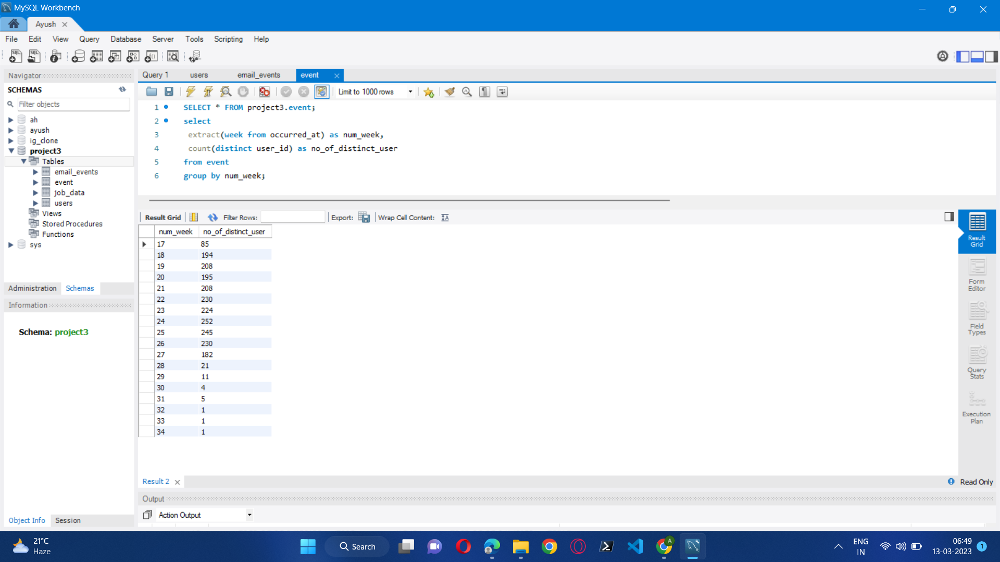 MySQL Workbench
Ayush
File Edit View Query Database Server Tools Scripting Help
Navigator
SCHEMAS
Filter objects
ah
ayush
ig_clone
project3
Tables
email_events
event
job_data
users
Views
Stored Procedures
Functions
sys
Administration Schemas
Information
Schema: project3
Object Info Session
Query 1 users email_events event
Limit to 1000 rows
1 SELECT * FROM project3.event;
2 select
3 extract(week from occurred_at) as num_week,
4 count(distinct user_id) as no_of_distinct_user
5 from event
6 group by num_week;
Result Grid Filter Rows: Export: Wrap Cell Content:
num_week no_of_distinct_user
17 85
18 194
19 208
20 195
21 208
22 230
23 224
24 252
25 245
26 230
27 182
28 21
29 11
30 4
31 5
32 1
33 1
34 1
Result
Grid
Form
Editor
Field
Types
Query
Stats
Execution
Plan
Result 2
Read Only
Output
Action Output
21°C
Haze
Search
ENG
IN
06:49
13-03-2023
1